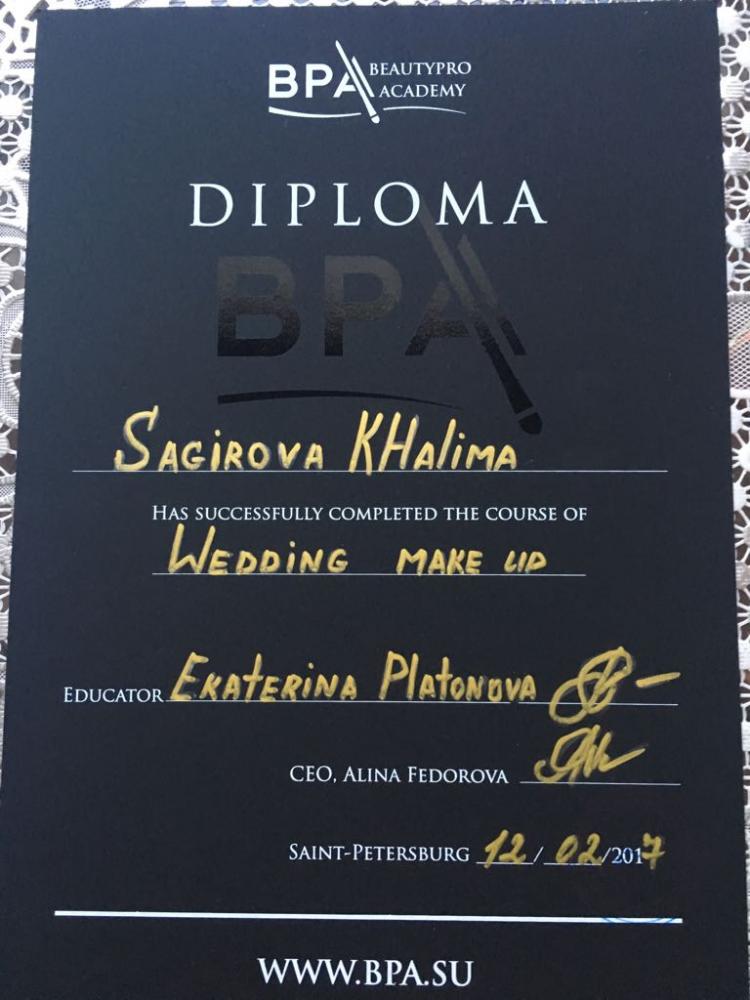 BPA BEAUTYPRO
ACADEMY
DIPLOMA
BPA
SAGIROVA KHALIMA
HAS SUCCESSFULLY COMPLETED THE COURSE OF
WEDDING MAKE UP
EDUCATOR EKATERINA PLATONOVA
CEO, ALINA FEDOROVA
SAINT-PETERSBURG 12/02/2017
WWW.BPA.SU